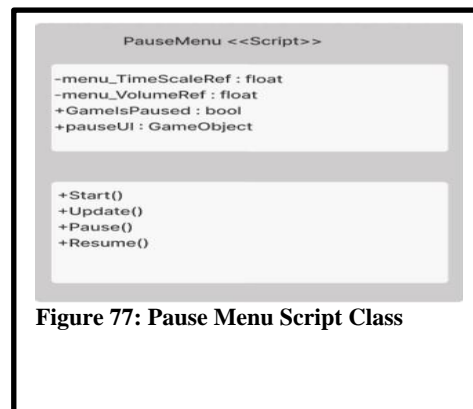 PauseMenu <<Script>>
-menu_TimeScaleRef : float
-menu_VolumeRef : float
+GameIsPaused : bool
+pauseUI : GameObject
+Start()
+Update()
+Pause()
+Resume()
Figure 77: Pause Menu Script Class